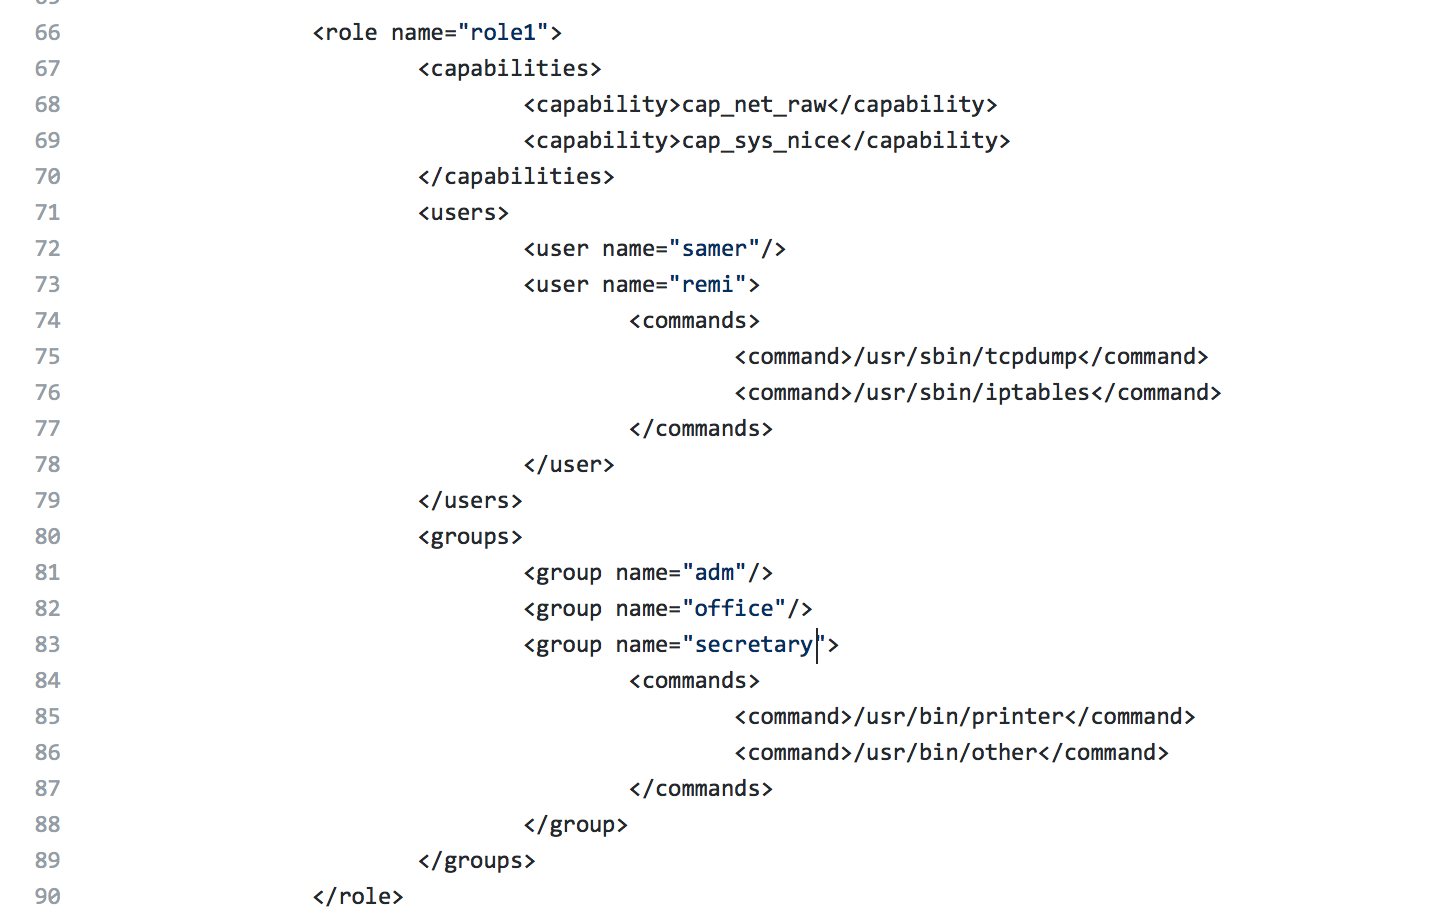 66 <role name="role1">
67 <capabilities>
68 <capability>cap_net_raw</capability>
69 <capability>cap_sys_nice</capability>
70 </capabilities>
71 <users>
72 <user name="samer"/>
73 <user name="remi">
74 <commands>
75 <command>/usr/sbin/tcpdump</command>
76 <command>/usr/sbin/iptables</command>
77 </commands>
78 </user>
79 </users>
80 <groups>
81 <group name="adm"/>
82 <group name="office"/>
83 <group name="secretary">
84 <commands>
85 <command>/usr/bin/printer</command>
86 <command>/usr/bin/other</command>
87 </commands>
88 </group>
89 </groups>
90 </role>